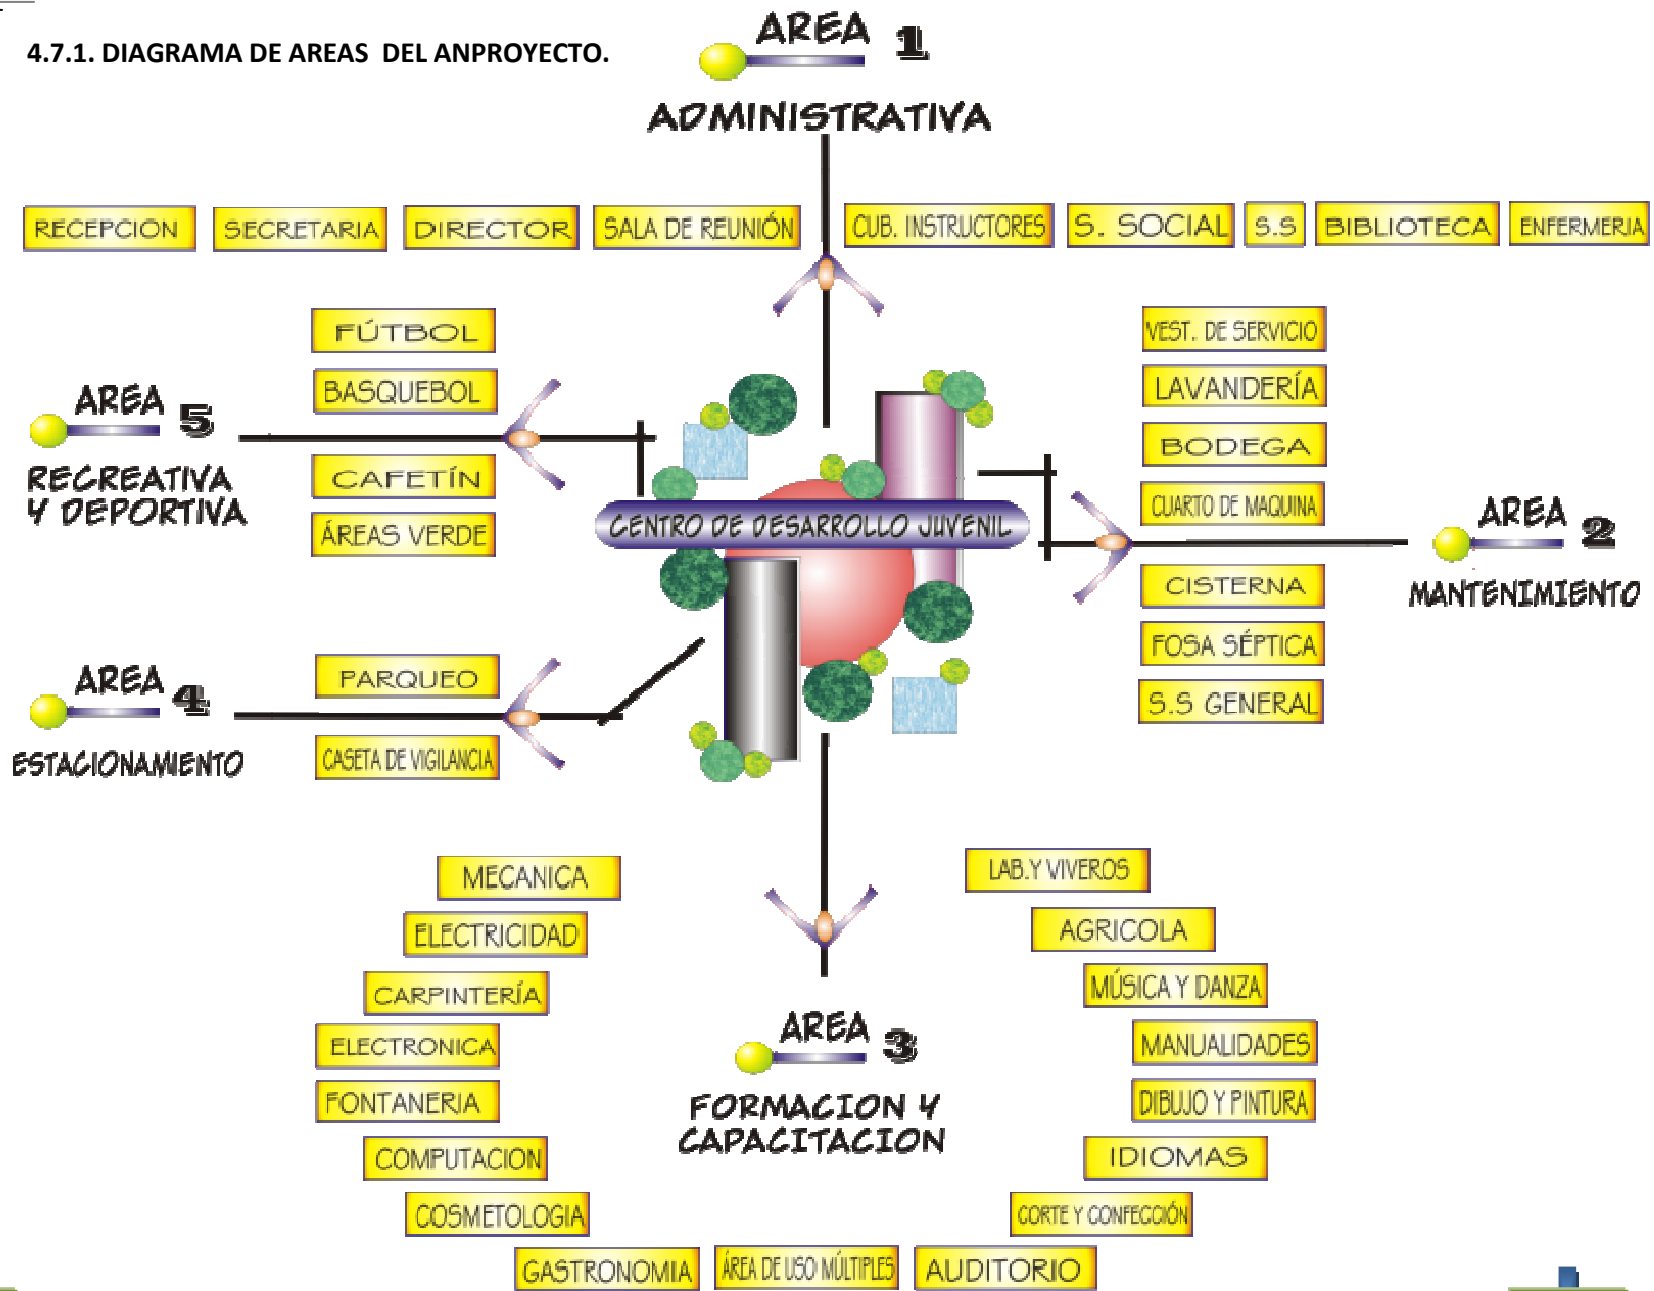 4.7.1. DIAGRAMA DE AREAS DEL ANPROYECTO.
AREA 1
ADMINISTRATIVA
RECEPCION
SECRETARIA
DIRECTOR
SALA DE REUNIÓN
CUB. INSTRUCTORES
S. SOCIAL
S.S
BIBLIOTECA
ENFERMERIA
FÚTBOL
BASQUEBOL
AREA 5
RECREATIVA
Y DEPORTIVA
CAFETÍN
ÁREAS VERDE
CENTRO DE DESARROLLO JUVENIL
VEST. DE SERVICIO
LAVANDERÍA
BODEGA
CUARTO DE MAQUINA
AREA 2
MANTENIMIENTO
CISTERNA
FOSA SÉPTICA
S.S GENERAL
AREA 4
ESTACIONAMIENTO
PARQUEO
CASETA DE VIGILANCIA
MECANICA
ELECTRICIDAD
CARPINTERÍA
ELECTRONICA
FONTANERIA
COMPUTACION
COSMETOLOGIA
GASTRONOMIA
AREA 3
FORMACION Y
CAPACITACION
ÁREA DE USO MÚLTIPLES
LAB.Y VIVEROS
AGRICOLA
MÚSICA Y DANZA
MANUALIDADES
DIBUJO Y PINTURA
IDIOMAS
CORTE Y CONFECCIÓN
AUDITORIO